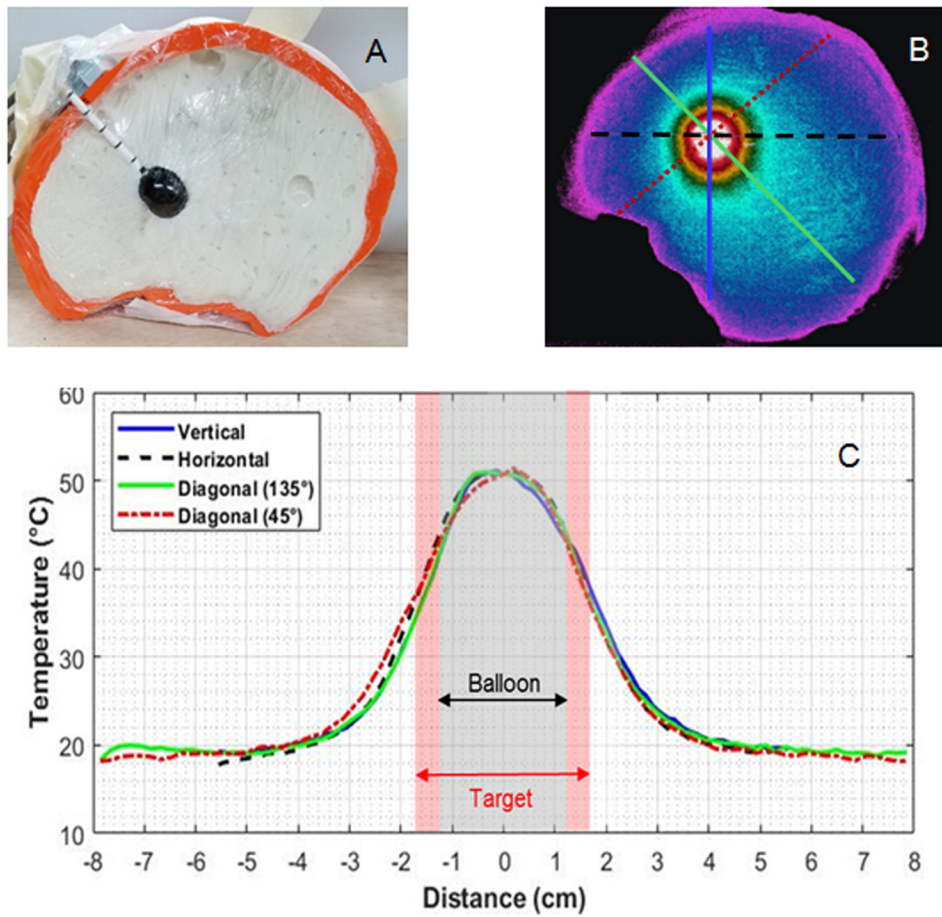 A
B
60
50
40
30
20
10
Temperature (°C)
Vertical
Horizontal
Diagonal (135°)
Diagonal (45°)
C
Balloon
Target
-8 -7 -6 -5 -4 -3 -2 -1 0 1 2 3 4 5 6 7 8
Distance (cm)